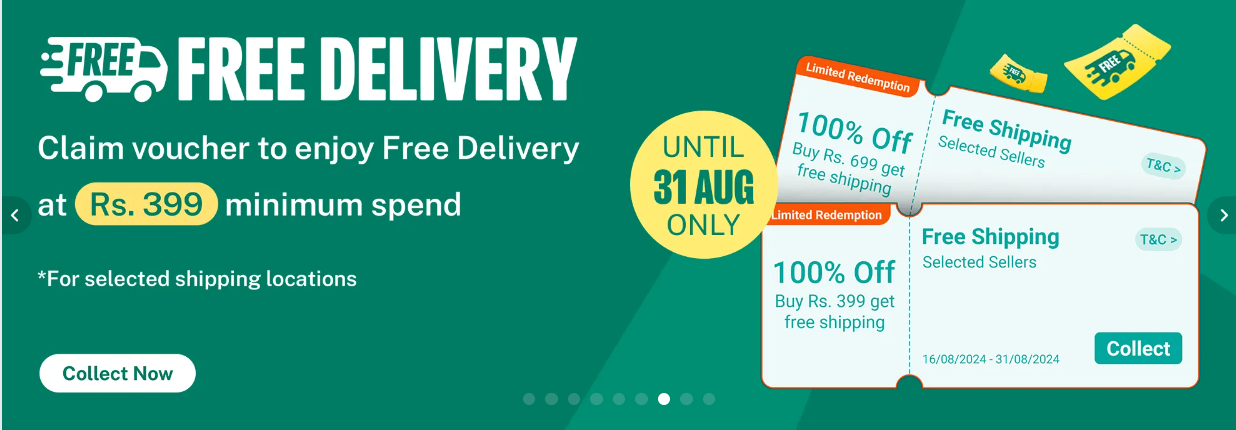 FREE FREE DELIVERY
Claim voucher to enjoy Free Delivery
at Rs. 399 minimum spend
*For selected shipping locations
Collect Now
UNTIL
31 AUG
ONLY
FREE
FREE
Limited Redemption
100% Off
Buy Rs. 699 get
free shipping
Free Shipping
Selected Sellers
T&C >
Limited Redemption
100% Off
Buy Rs. 399 get
free shipping
Free Shipping
Selected Sellers
T&C >
16/08/2024 - 31/08/2024
Collect